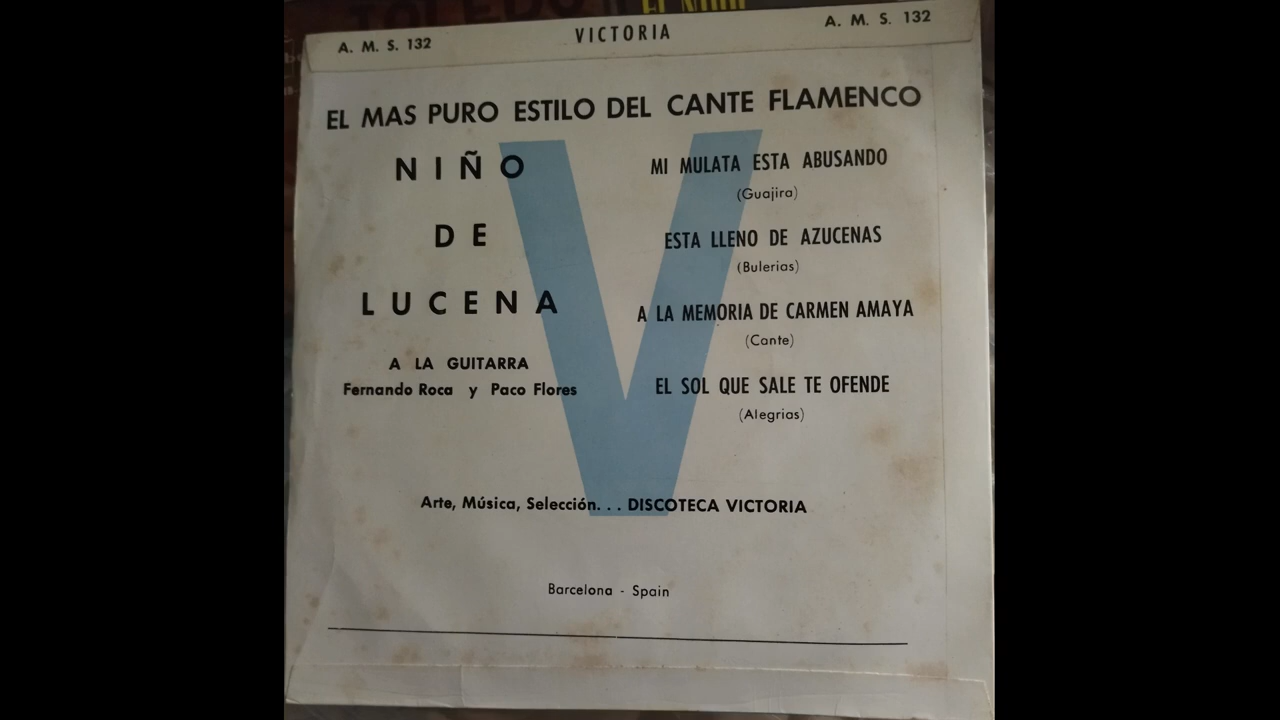 A. M. S. 132
VICTORIA
A. M. S. 132
EL MAS PURO ESTILO DEL CANTE FLAMENCO
NIÑO
DE
LUCENA
A LA GUITARRA
Fernando Roca y Paco Flores
MI MULATA ESTA ABUSANDO
(Guajira)
ESTA LLENO DE AZUCENAS
(Bulerias)
A LA MEMORIA DE CARMEN AMAYA
(Cante)
EL SOL QUE SALE TE OFENDE
(Alegrias)
V
Arte, Música, Selección. . . DISCOTECA VICTORIA
Barcelona - Spain